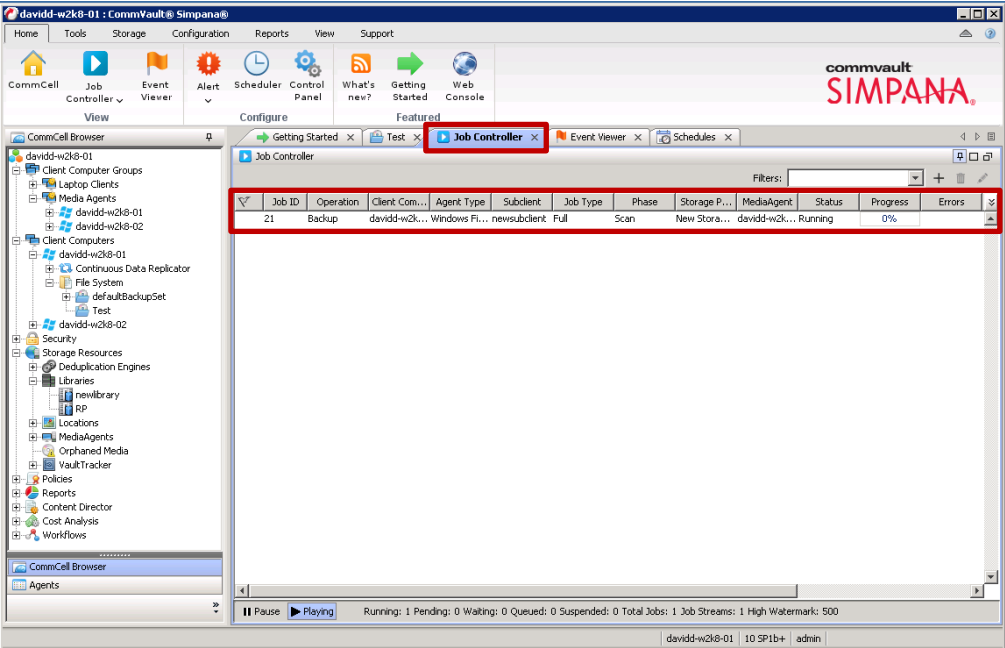 davidd-w2k8-01 : CommVault® Simpana®
Home Tools Storage Configuration Reports View Support
CommCell Job Controller Event Viewer Alert Scheduler Control Panel What's new? Getting Started Web Console
View Configure Featured
commvault
SIMPANA®
CommCell Browser
Getting Started Test Job Controller Event Viewer Schedules
davidd-w2k8-01
Client Computer Groups
Laptop Clients
Media Agents
davidd-w2k8-01
davidd-w2k8-02
Client Computers
davidd-w2k8-01
Continuous Data Replicator
File System
defaultBackupSet
Test
davidd-w2k8-02
Security
Storage Resources
Deduplication Engines
Libraries
newlibrary
RP
Locations
MediaAgents
Orphaned Media
VaultTracker
Policies
Reports
Content Director
Cost Analysis
Workflows
CommCell Browser
Agents
Job Controller
Filters:
Job ID Operation Client Com... Agent Type Subclient Job Type Phase Storage P... MediaAgent Status Progress Errors
21 Backup davidd-w2k... Windows Fi... newsubclient Full Scan New Stora... davidd-w2k... Running 0%
Pause Playing Running: 1 Pending: 0 Waiting: 0 Queued: 0 Suspended: 0 Total Jobs: 1 Job Streams: 1 High Watermark: 500
davidd-w2k8-01 10 SP1b+ admin